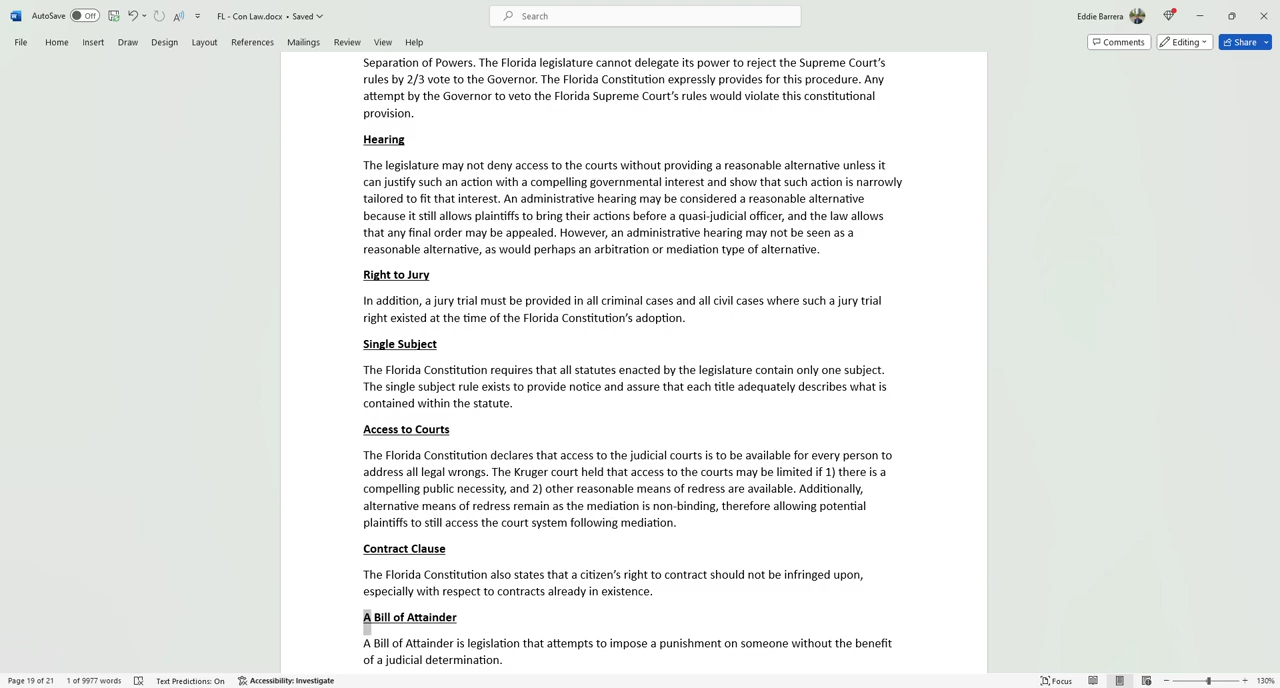 AutoSave Off FL - Con Law.docx • Saved Search Eddie Barrera
File Home Insert Draw Design Layout References Mailings Review View Help Comments Editing Share
Separation of Powers. The Florida legislature cannot delegate its power to reject the Supreme Court's
rules by 2/3 vote to the Governor. The Florida Constitution expressly provides for this procedure. Any
attempt by the Governor to veto the Florida Supreme Court's rules would violate this constitutional
provision.
Hearing
The legislature may not deny access to the courts without providing a reasonable alternative unless it
can justify such an action with a compelling governmental interest and show that such action is narrowly
tailored to fit that interest. An administrative hearing may be considered a reasonable alternative
because it still allows plaintiffs to bring their actions before a quasi-judicial officer, and the law allows
that any final order may be appealed. However, an administrative hearing may not be seen as a
reasonable alternative, as would perhaps an arbitration or mediation type of alternative.
Right to Jury
In addition, a jury trial must be provided in all criminal cases and all civil cases where such a jury trial
right existed at the time of the Florida Constitution's adoption.
Single Subject
The Florida Constitution requires that all statutes enacted by the legislature contain only one subject.
The single subject rule exists to provide notice and assure that each title adequately describes what is
contained within the statute.
Access to Courts
The Florida Constitution declares that access to the judicial courts is to be available for every person to
address all legal wrongs. The Kruger court held that access to the courts may be limited if 1) there is a
compelling public necessity, and 2) other reasonable means of redress are available. Additionally,
alternative means of redress remain as the mediation is non-binding, therefore allowing potential
plaintiffs to still access the court system following mediation.
Contract Clause
The Florida Constitution also states that a citizen's right to contract should not be infringed upon,
especially with respect to contracts already in existence.
A Bill of Attainder
A Bill of Attainder is legislation that attempts to impose a punishment on someone without the benefit
of a judicial determination.
Page 19 of 21 1 of 9977 words Text Predictions: On Accessibility: Investigate Focus 130%